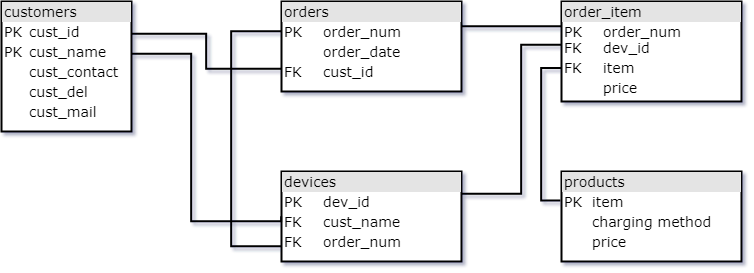 customers
PK cust_id
PK cust_name
cust_contact
cust_del
cust_mail
orders
PK order_num
order_date
FK cust_id
order_item
PK order_num
FK dev_id
FK item
price
devices
PK dev_id
FK cust_name
FK order_num
products
PK item
charging method
price